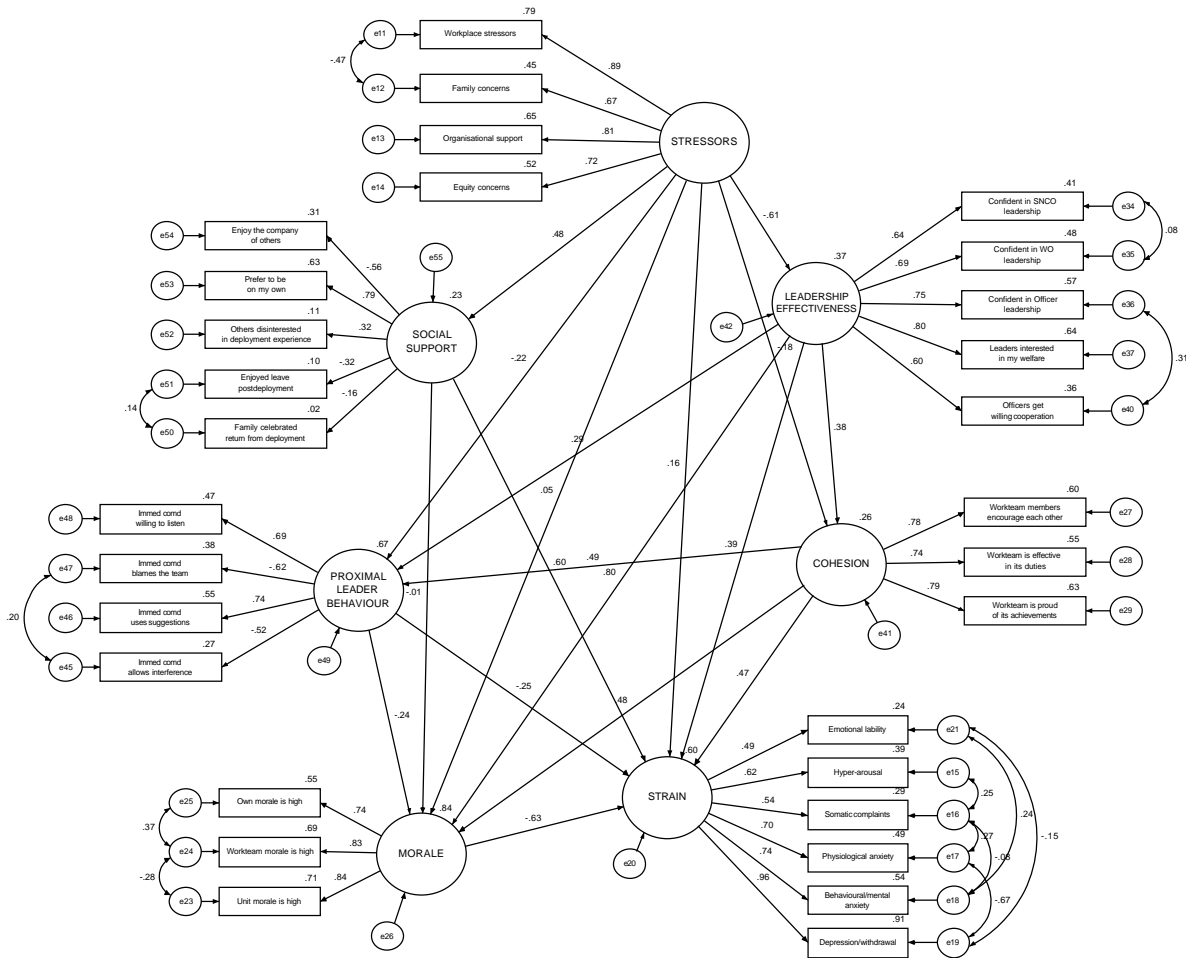 .79
e11
Workplace stressors
-.47
.89
.45
e12
Family concerns
.67
.65
e13
Organisational support
.81
STRESSORS
.52
.72
e14
Equity concerns
.31
e54
Enjoy the company
of others
-.56
e55
.48
-.61
.63
e53
Prefer to be
on my own
.79
.23
.11
e52
Others disinterested
in deployment experience
.32
SOCIAL
SUPPORT
.10
e51
Enjoyed leave
postdeployment
-.32
.14
-.16
.02
e50
Family celebrated
return from deployment
.41
Confident in SNCO
leadership
e34
.08
.64
.48
Confident in WO
leadership
e35
.37
.69
.57
LEADERSHIP
EFFECTIVENESS
.75
Confident in Officer
leadership
e36
e42
.80
.64
Leaders interested
in my welfare
e37
.31
-.18
.60
.36
Officers get
willing cooperation
e40
-.22
.38
.29
.16
.05
.47
e48
Immed comd
willing to listen
.69
.38
e47
Immed comd
blames the team
-.62
.67
PROXIMAL
LEADER
BEHAVIOUR
-.01
.20
.55
e46
Immed comd
uses suggestions
.74
.27
-.52
e45
Immed comd
allows interference
e49
.60
.49
.80
.39
.26
COHESION
.60
.78
Workteam members
encourage each other
e27
.55
.74
Workteam is effective
in its duties
e28
.63
.79
Workteam is proud
of its achievements
e29
e41
-.24
-.25
.48
.47
.55
e25
Own morale is high
.74
.37
.69
e24
Workteam morale is high
.83
.84
MORALE
-.28
.71
.84
e23
Unit morale is high
e26
-.63
.60
STRAIN
e20
.24
.49
Emotional lability
e21
.39
.62
Hyper-arousal
e15
.25
.29
.54
Somatic complaints
e16
.24
-.15
.27
.70
.49
Physiological anxiety
e17
-.03
.74
.54
Behavioural/mental
anxiety
e18
-.67
.96
.91
Depression/withdrawal
e19